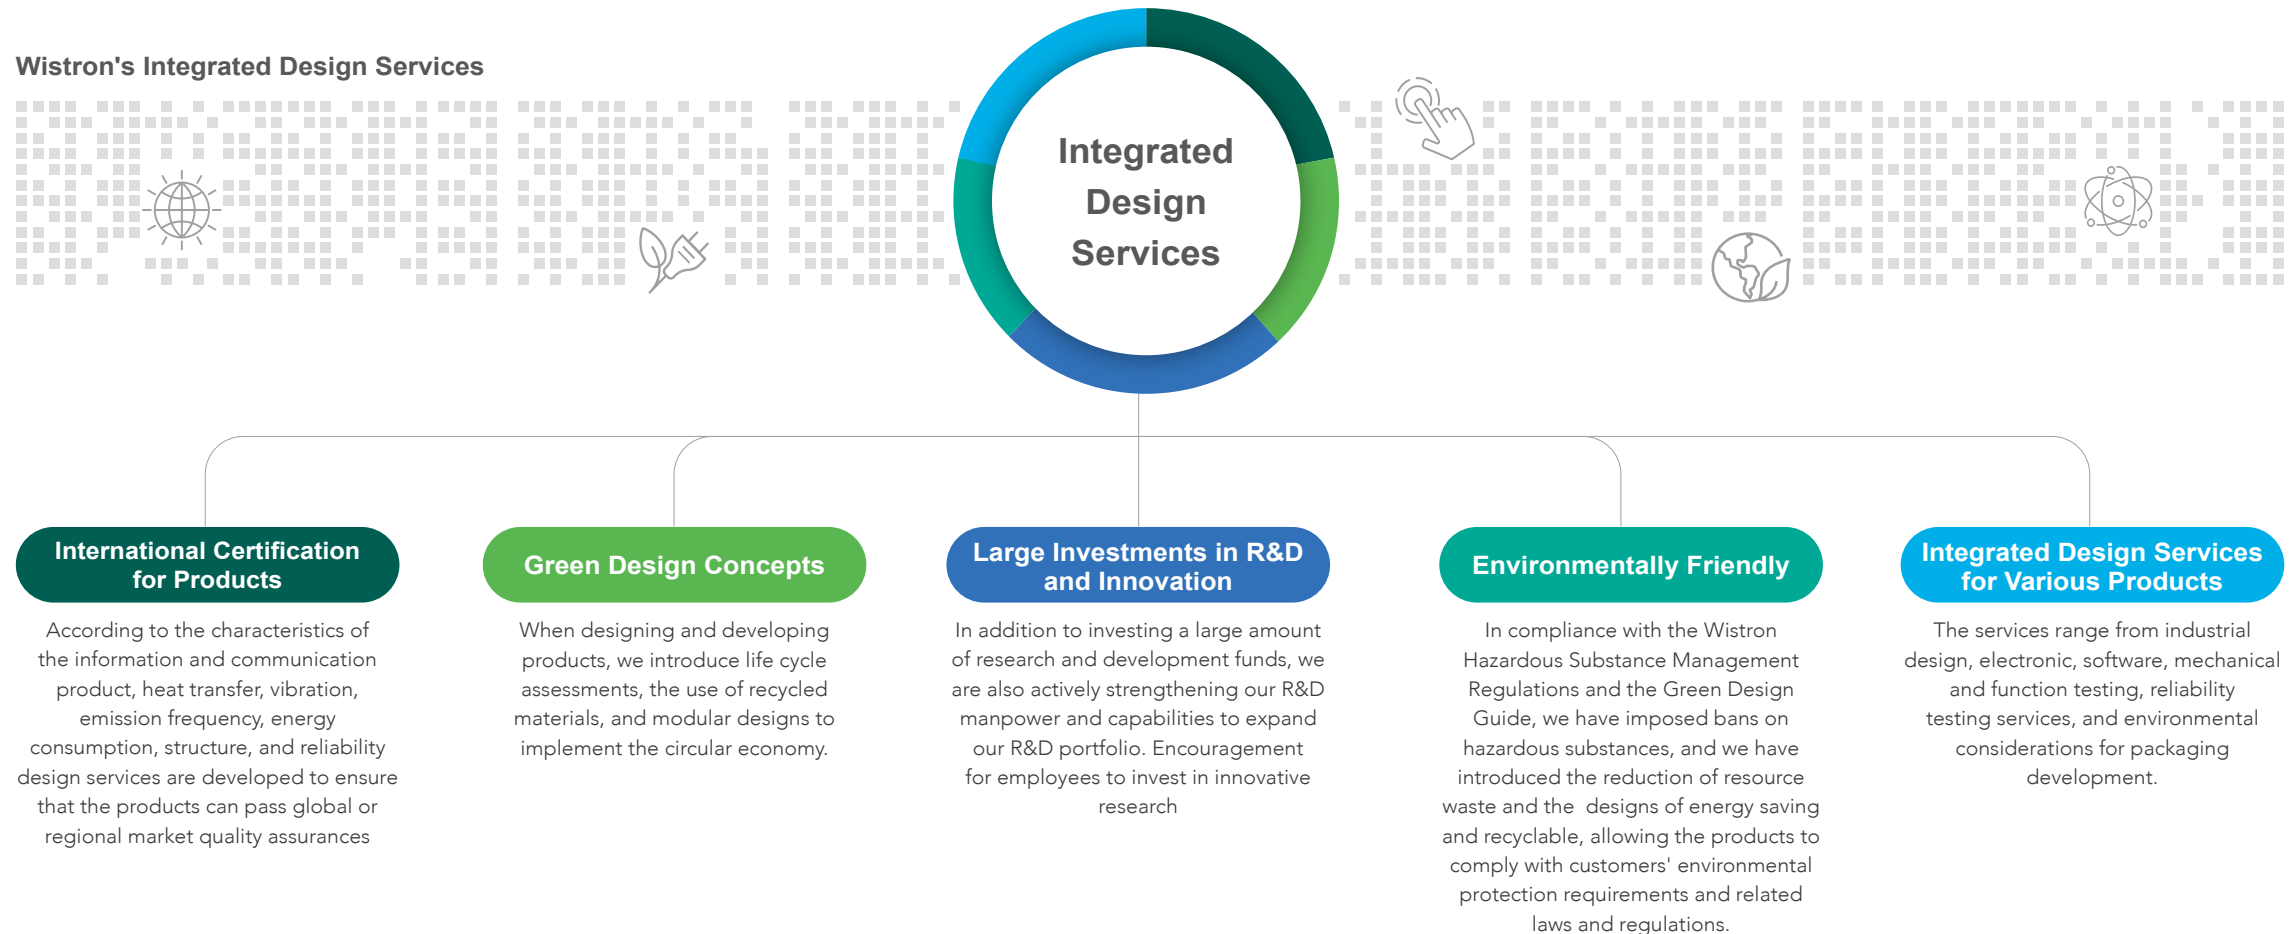 Wistron's Integrated Design Services
Integrated
Design
Services
International Certification
for Products
According to the characteristics of
the information and communication
product, heat transfer, vibration,
emission frequency, energy
consumption, structure, and reliability
design services are developed to ensure
that the products can pass global or
regional market quality assurances
Green Design Concepts
When designing and developing
products, we introduce life cycle
assessments, the use of recycled
materials, and modular designs to
implement the circular economy.
Large Investments in R&D
and Innovation
In addition to investing a large amount
of research and development funds, we
are also actively strengthening our R&D
manpower and capabilities to expand
our R&D portfolio. Encouragement
for employees to invest in innovative
research
Environmentally Friendly
In compliance with the Wistron
Hazardous Substance Management
Regulations and the Green Design
Guide, we have imposed bans on
hazardous substances, and we have
introduced the reduction of resource
waste and the  designs of energy saving
and recyclable, allowing the products to
comply with customers' environmental
protection requirements and related
laws and regulations.
Integrated Design Services
for Various Products
The services range from industrial
design, electronic, software, mechanical
and function testing, reliability
testing services, and environmental
considerations for packaging
development.